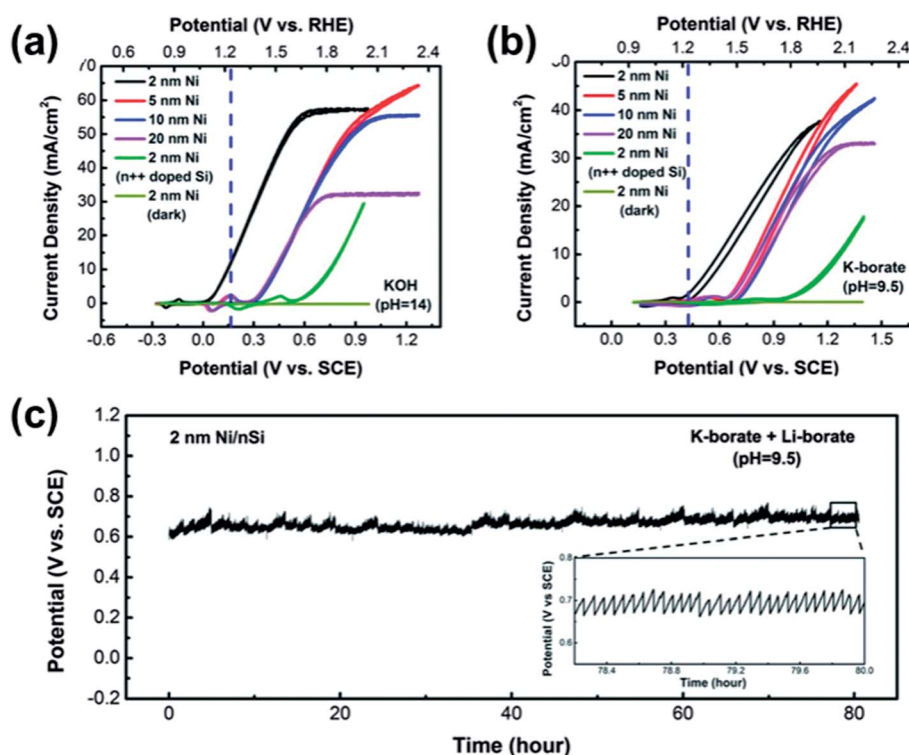 (a)
Potential (V vs. RHE)
0.6 0.9 1.2 1.5 1.8 2.1 2.4
70
60
50
40
30
20
10
0
Current Density (mA/cm²)
2 nm Ni
5 nm Ni
10 nm Ni
20 nm Ni
2 nm Ni
(n++ doped Si)
2 nm Ni
(dark)
KOH
(pH=14)
-0.6 -0.3 0.0 0.3 0.6 0.9 1.2
Potential (V vs. SCE)
(b)
Potential (V vs. RHE)
0.6 0.9 1.2 1.5 1.8 2.1
50
40
30
20
10
0
Current Density (mA/cm²)
2 nm Ni
5 nm Ni
10 nm Ni
20 nm Ni
2 nm Ni
(n++ doped Si)
2 nm Ni
(dark)
K-borate
(pH=9.5)
0.0 0.3 0.6 0.9 1.2 1.5
Potential (V vs. SCE)
(c)
1.2
1.0
0.8
0.6
0.4
0.2
0.0
-0.2
Potential (V vs. SCE)
2 nm Ni/nSi
K-borate + Li-borate
(pH=9.5)
0.8
0.7
0.6
Potential (V vs SCE)
78.4 78.8 79.2 79.6 80.0
Time (hour)
0 20 40 60 80
Time (hour)